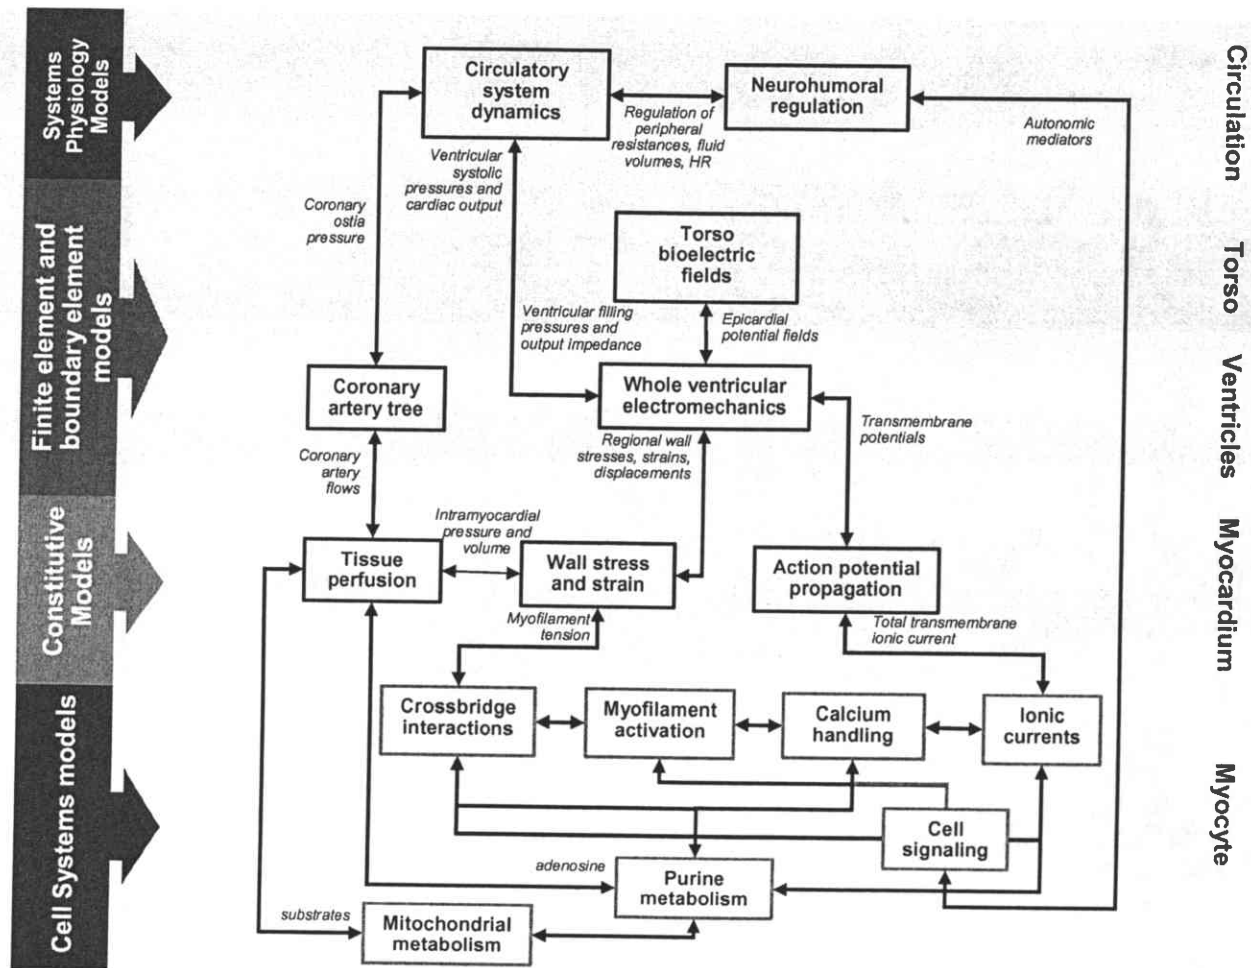 Systems
Physiology
Models
Finite element and
boundary element
models
Constitutive
Models
Cell Systems models
Circulatory
system
dynamics
Neurohumoral
regulation
Regulation of
peripheral
resistances, fluid
volumes, HR
Autonomic
mediators
Ventricular
systolic
pressures and
cardiac output
Coronary
ostia
pressure
Torso
bioelectric
fields
Ventricular filling
pressures and
output impedance
Epicardial
potential fields
Coronary
artery tree
Whole ventricular
electromechanics
Transmembrane
potentials
Regional wall
stresses, strains,
displacements
Coronary
artery
flows
Intramyocardial
pressure and
volume
Tissue
perfusion
Wall stress
and strain
Action potential
propagation
Myofilament
tension
Total transmembrane
ionic current
Crossbridge
interactions
Myofilament
activation
Calcium
handling
Ionic
currents
Cell
signaling
adenosine
Purine
metabolism
substrates
Mitochondrial
metabolism
Circulation
Torso
Ventricles
Myocardium
Myocyte